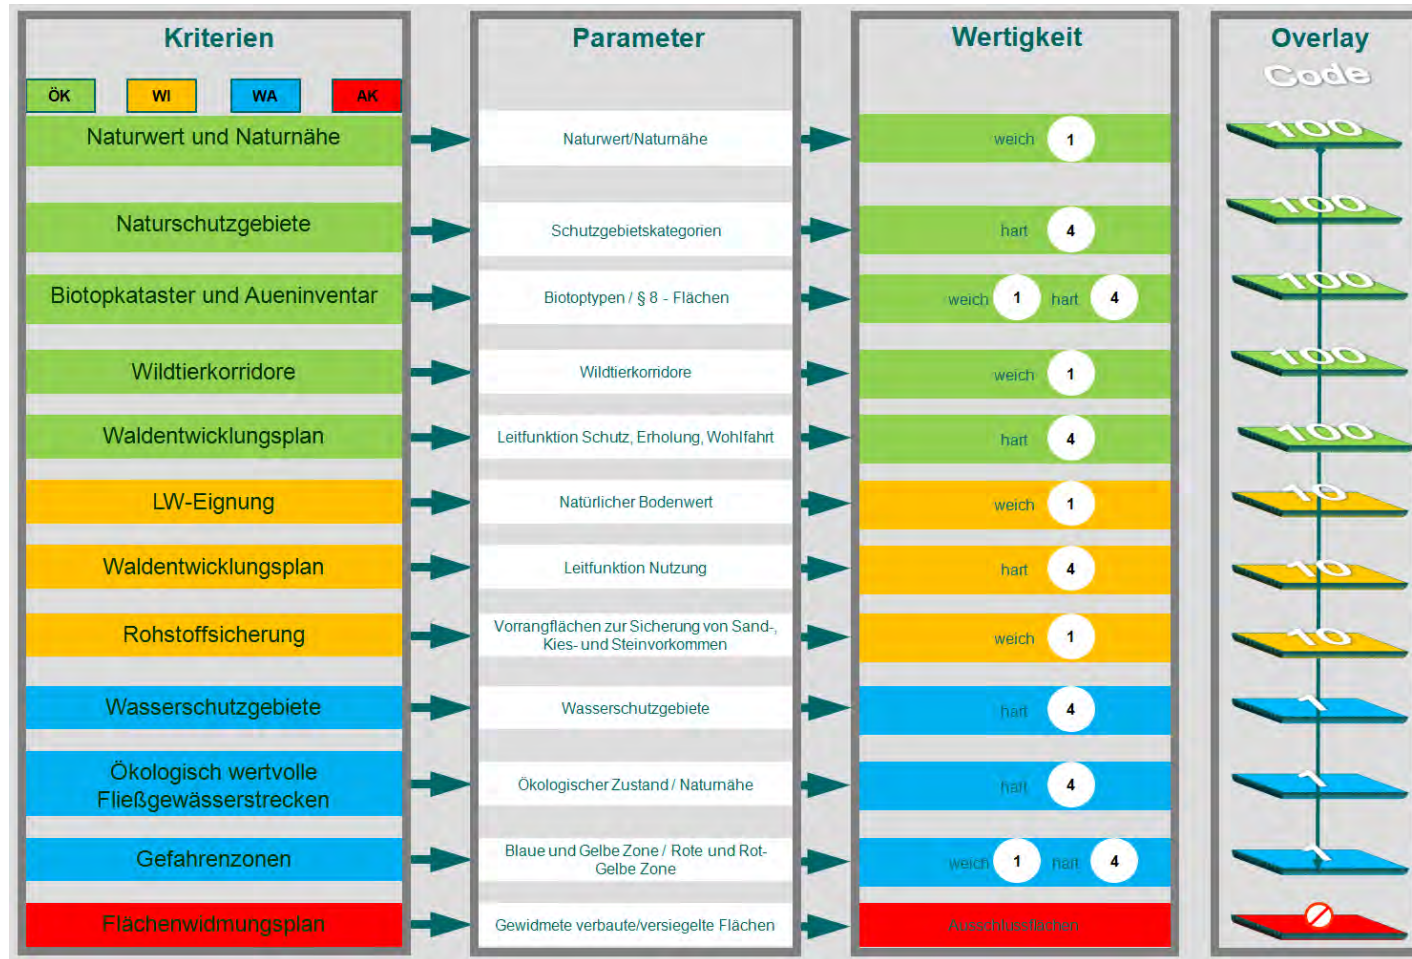 Kriterien
Parameter
Wertigkeit
Overlay
Code
ÖK
WI
WA
AK
Naturwert und Naturnähe
Naturwert/Naturnähe
weich 1
100
Naturschutzgebiete
Schutzgebietskategorien
hart 4
100
Biotopkataster und Aueninventar
Biotoptypen / § 8 - Flächen
weich 1 hart 4
100
Wildtierkorridore
Wildtierkorridore
weich 1
100
Waldentwicklungsplan
Leitfunktion Schutz, Erholung, Wohlfahrt
hart 4
100
LW-Eignung
Natürlicher Bodenwert
weich 1
10
Waldentwicklungsplan
Leitfunktion Nutzung
hart 4
10
Rohstoffsicherung
Vorrangflächen zur Sicherung von Sand-,
Kies- und Steinvorkommen
weich 1
10
Wasserschutzgebiete
Wasserschutzgebiete
hart 4
1
Ökologisch wertvolle
Fließgewässerstrecken
Ökologischer Zustand / Naturnähe
hart 4
1
Gefahrenzonen
Blaue und Gelbe Zone / Rote und Rot-
Gelbe Zone
weich 1 hart 4
1
Flächenwidmungsplan
Gewidmete verbaute/versiegelte Flächen
Ausschlussflächen